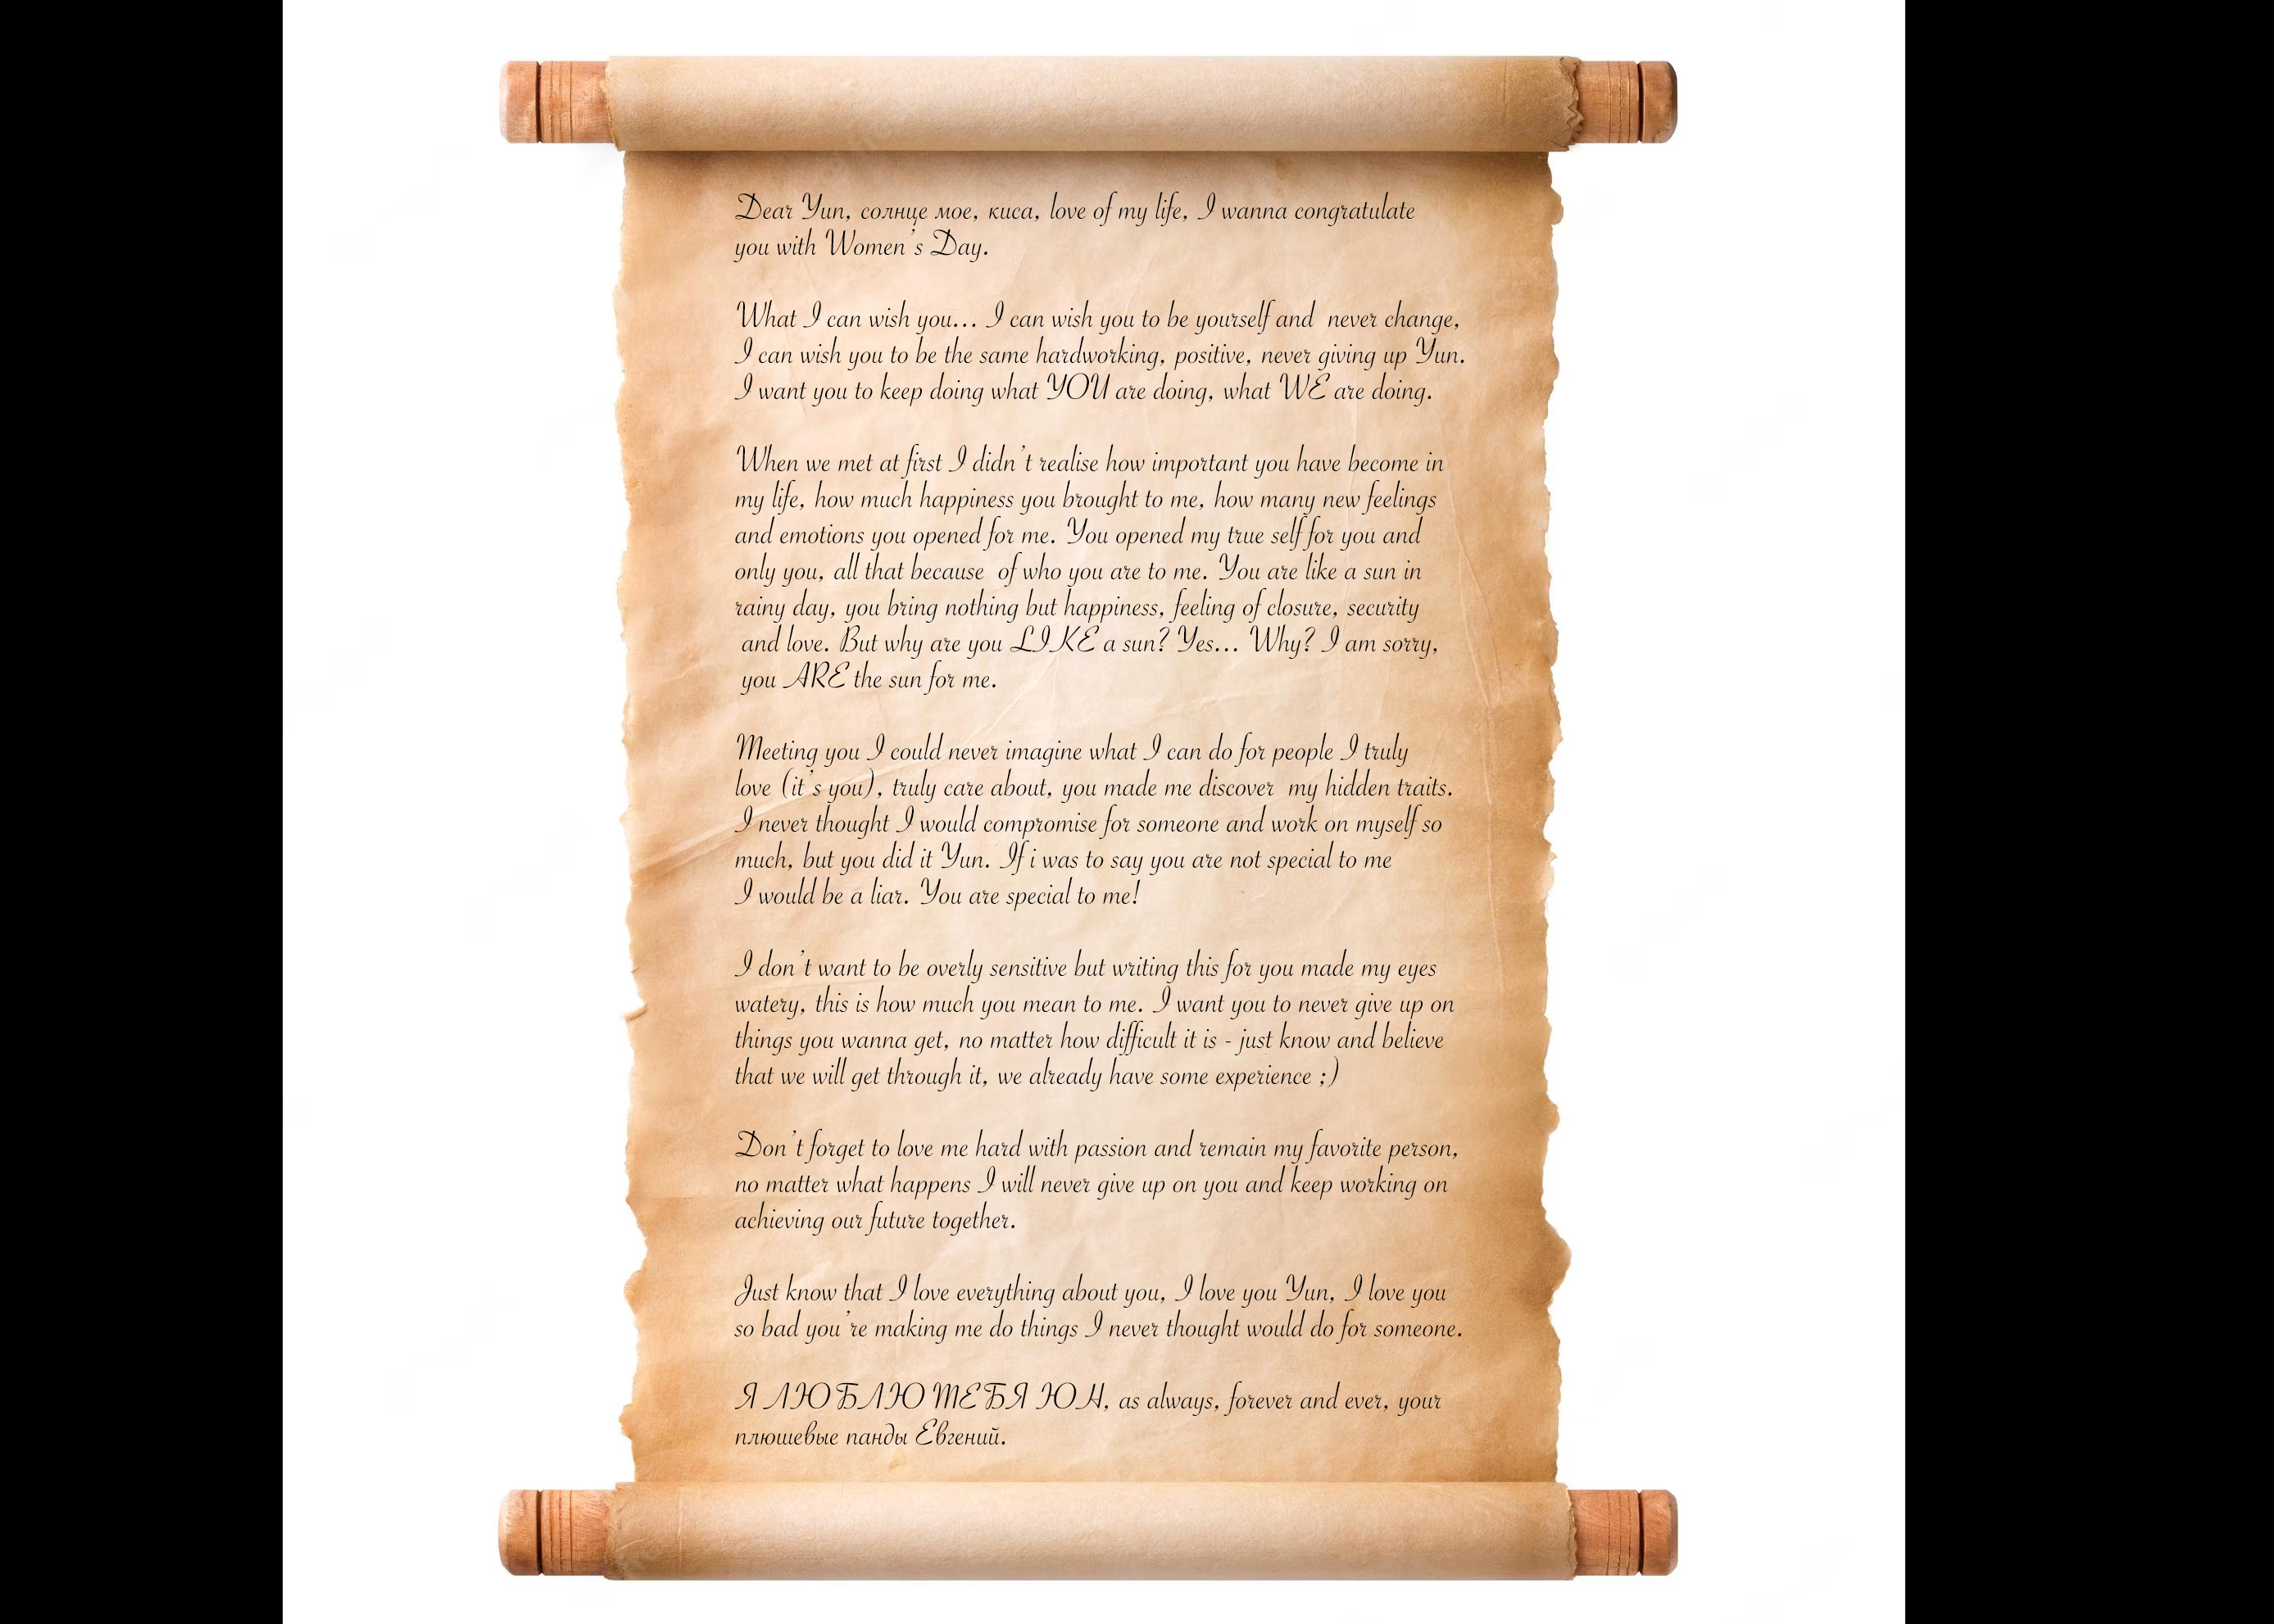 Dear Yun, солнце мое, киса, love of my life, I wanna congratulate
you with Women's Day.
What I can wish you... I can wish you to be yourself and never change,
I can wish you to be the same hardworking, positive, never giving up Yun.
I want you to keep doing what YOU are doing, what WE are doing.
When we met at first I didn't realise how important you have become in
my life, how much happiness you brought to me, how many new feelings
and emotions you opened for me. You opened my true self for you and
only you, all that because of who you are to me. You are like a sun in
rainy day, you bring nothing but happiness, feeling of closure, security
and love. But why are you LIKE a sun? Yes... Why? I am sorry,
you ARE the sun for me.
Meeting you I could never imagine what I can do for people I truly
love (it's you), truly care about, you made me discover my hidden traits.
I never thought I would compromise for someone and work on myself so
much, but you did it Yun. If i was to say you are not special to me
I would be a liar. You are special to me!
I don't want to be overly sensitive but writing this for you made my eyes
watery, this is how much you mean to me. I want you to never give up on
things you wanna get, no matter how difficult it is - just know and believe
that we will get through it, we already have some experience ;)
Don't forget to love me hard with passion and remain my favorite person,
no matter what happens I will never give up on you and keep working on
achieving our future together.
Just know that I love everything about you, I love you Yun, I love you
so bad you're making me do things I never thought would do for someone.
Я ЛЮБЛЮ ТЕБЯ ЮН, as always, forever and ever, your
плюшевые панды Евгений.